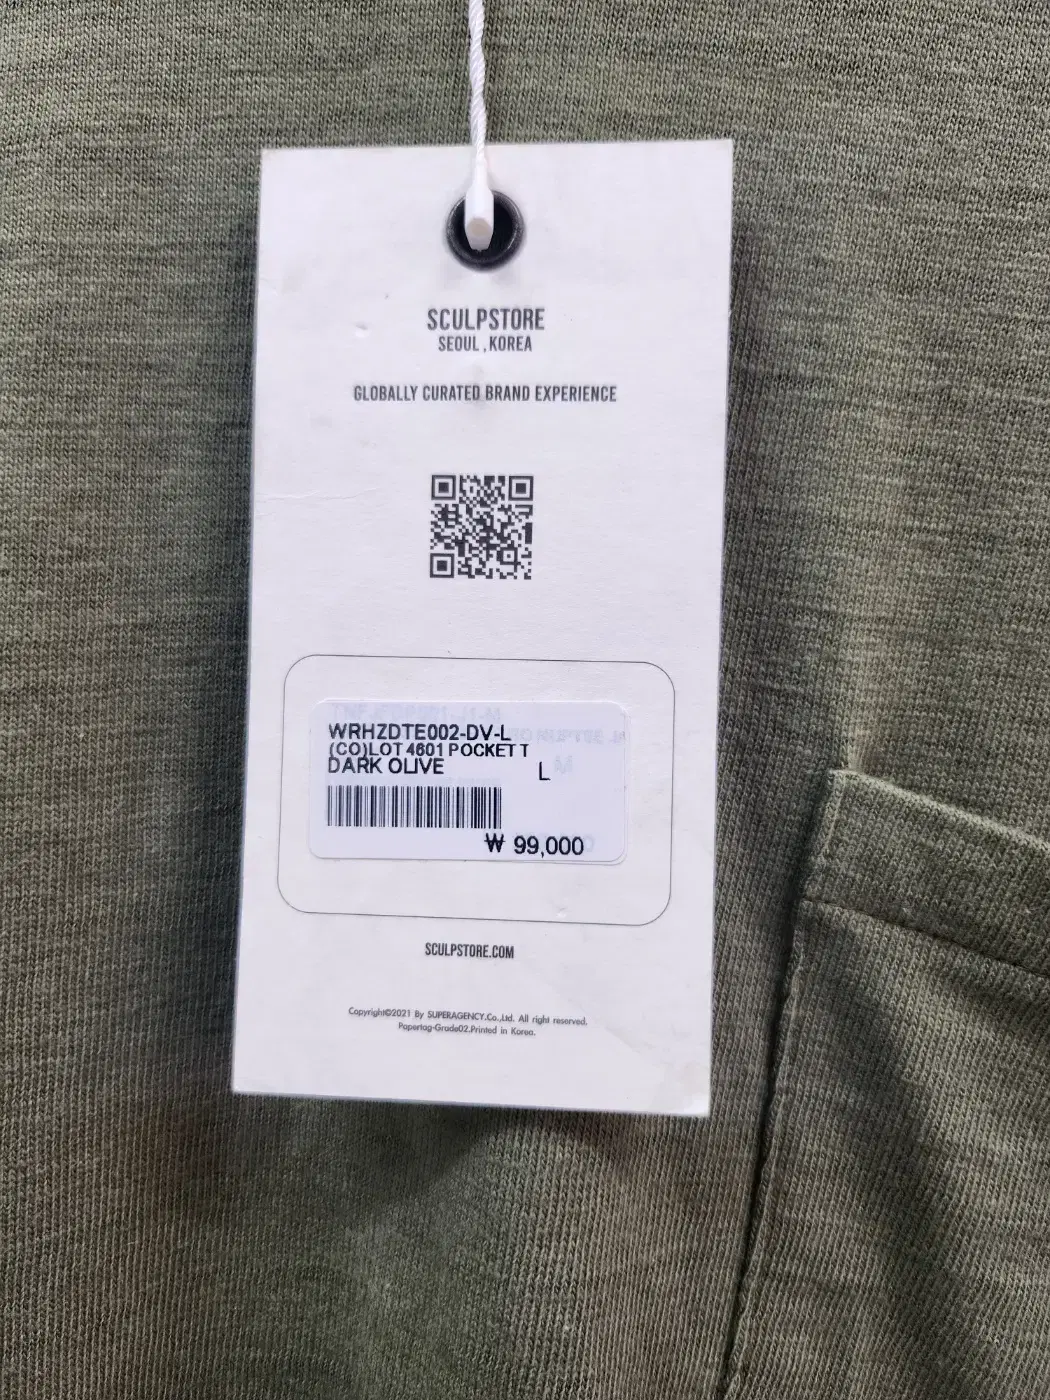 SCULPSTORE
SEOUL , KOREA
GLOBALLY CURATED BRAND EXPERIENCE
WRHZDTE002-DV-L
(CO)LOT 4601 POCKET T
DARK OLIVE
L
₩ 99,000
SCULPSTORE.COM
Copyright©2021 By SUPERAGENCY.Co.,Ltd. All right reserved.
Papertag-Grade02.Printed in Korea.